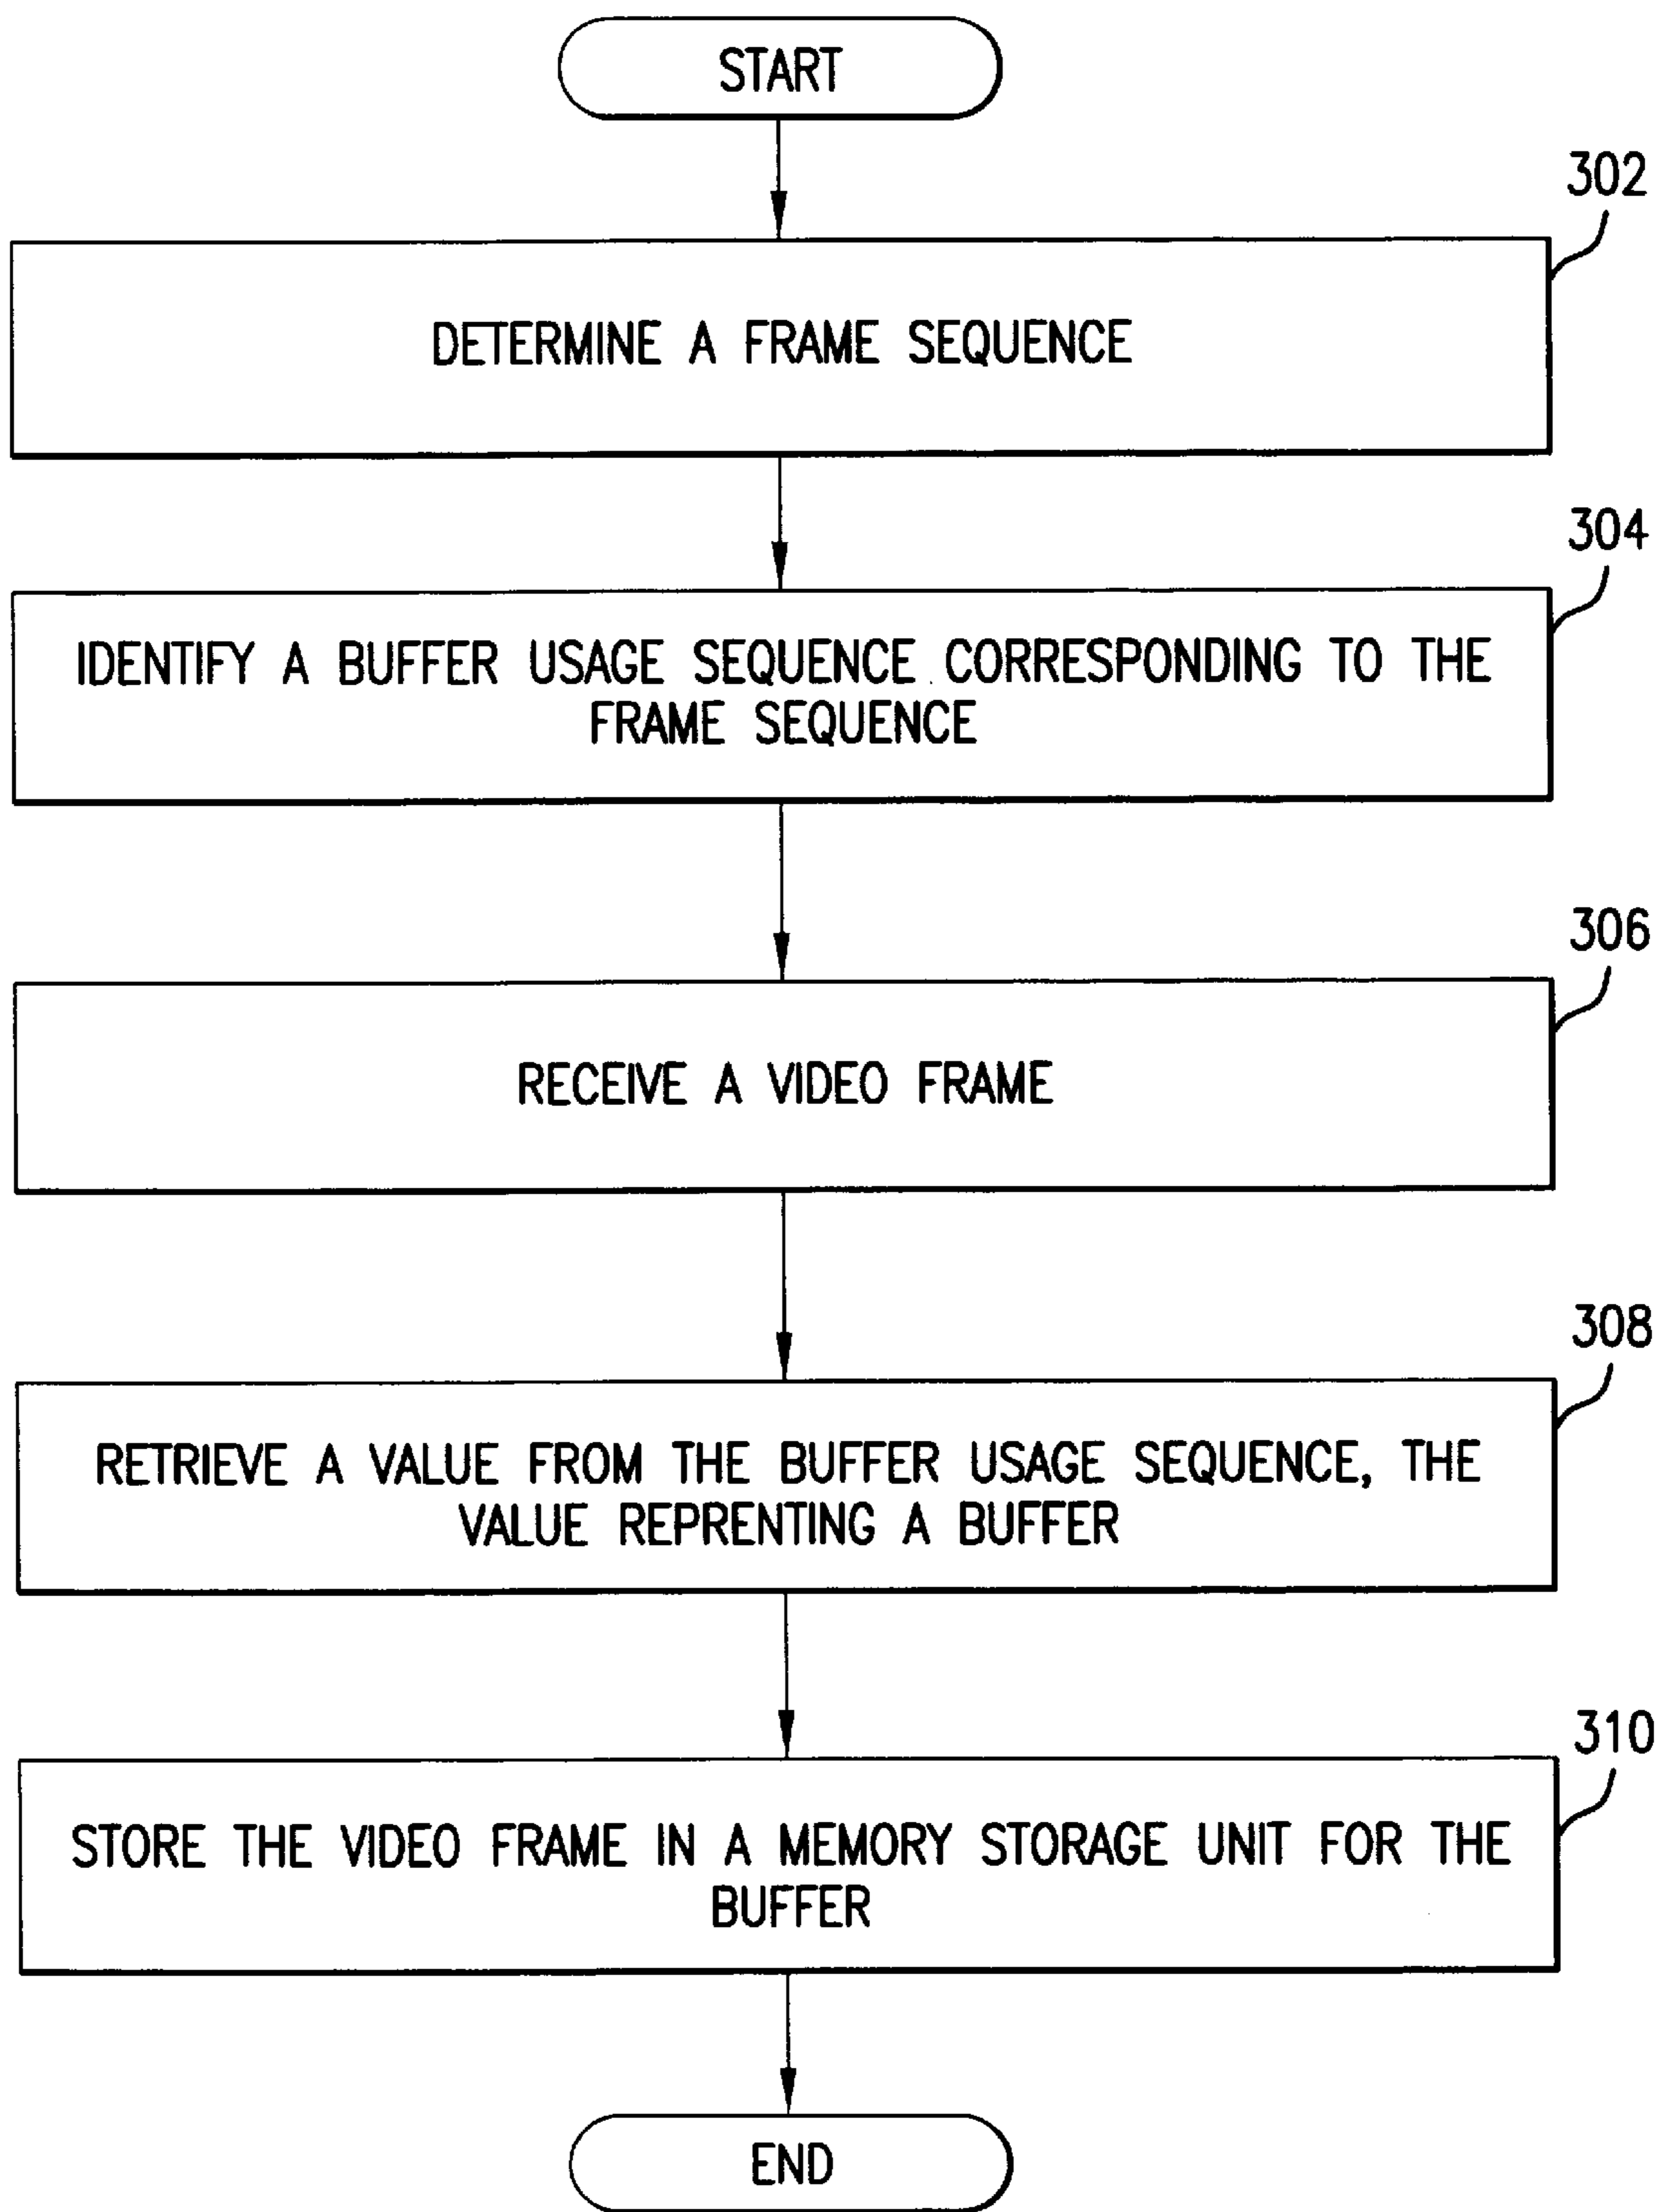 START
302
DETERMINE A FRAME SEQUENCE
304
IDENTIFY A BUFFER USAGE SEQUENCE CORRESPONDING TO THE
FRAME SEQUENCE
306
RECEIVE A VIDEO FRAME
308
RETRIEVE A VALUE FROM THE BUFFER USAGE SEQUENCE, THE
VALUE REPRENTING A BUFFER
310
STORE THE VIDEO FRAME IN A MEMORY STORAGE UNIT FOR THE
BUFFER
END